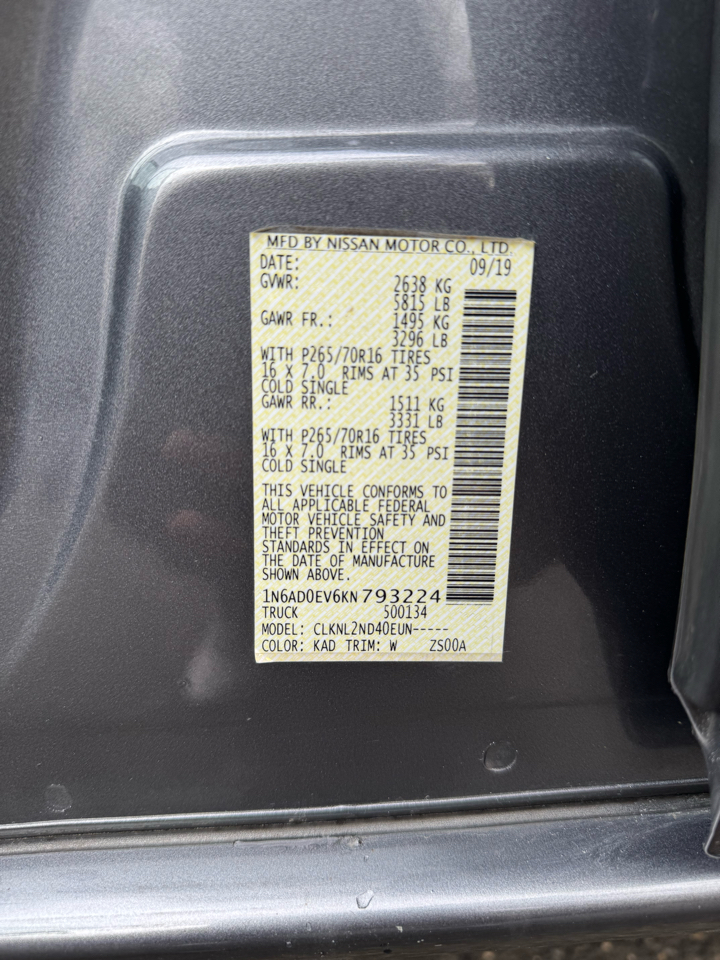 MFD BY NISSAN MOTOR CO., LTD.
DATE: 09/19
GVWR: 2638 KG
5815 LB
GAWR FR.: 1495 KG
3296 LB
WITH P265/70R16 TIRES
16 X 7.0 RIMS AT 35 PSI
COLD SINGLE
GAWR RR.: 1511 KG
3331 LB
WITH P265/70R16 TIRES
16 X 7.0 RIMS AT 35 PSI
COLD SINGLE
THIS VEHICLE CONFORMS TO
ALL APPLICABLE FEDERAL
MOTOR VEHICLE SAFETY AND
THEFT PREVENTION
STANDARDS IN EFFECT ON
THE DATE OF MANUFACTURE
SHOWN ABOVE.
1N6AD0EV6KN793224
TRUCK 500134
MODEL: CLKNL2ND40EUN-----
COLOR: KAD TRIM: W ZS00A